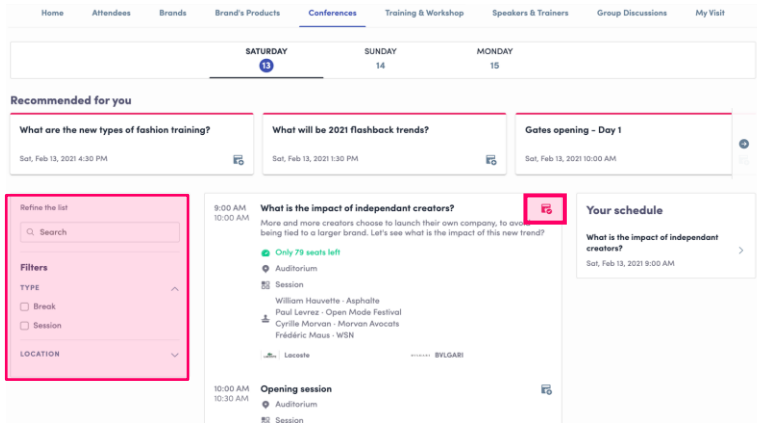 Home Attendees Brands Brand's Products Conferences Training & Workshop Speakers & Trainers Group Discussions My Visit
SATURDAY
13
SUNDAY
14
MONDAY
15
Recommended for you
What are the new types of fashion training?
Sat, Feb 13, 2021 4:30 PM
What will be 2021 flashback trends?
Sat, Feb 13, 2021 1:30 PM
Gates opening - Day 1
Sat, Feb 13, 2021 10:00 AM
Refine the list
Search
Filters
TYPE
Break
Session
LOCATION
9:00 AM
10:00 AM
What is the impact of independant creators?
More and more creators choose to launch their own company, to avoid
being tied to a larger brand. Let's see what is the impact of this new trend?
Only 79 seats left
Auditorium
Session
William Hauvette - Asphalte
Paul Levrez - Open Mode Festival
Cyrille Morvan - Morvan Avocats
Frédéric Maus - WSN
Lacoste
BVLGARI
10:00 AM
10:30 AM
Opening session
Auditorium
Session
Your schedule
What is the impact of independant
creators?
Sat, Feb 13, 2021 9:00 AM